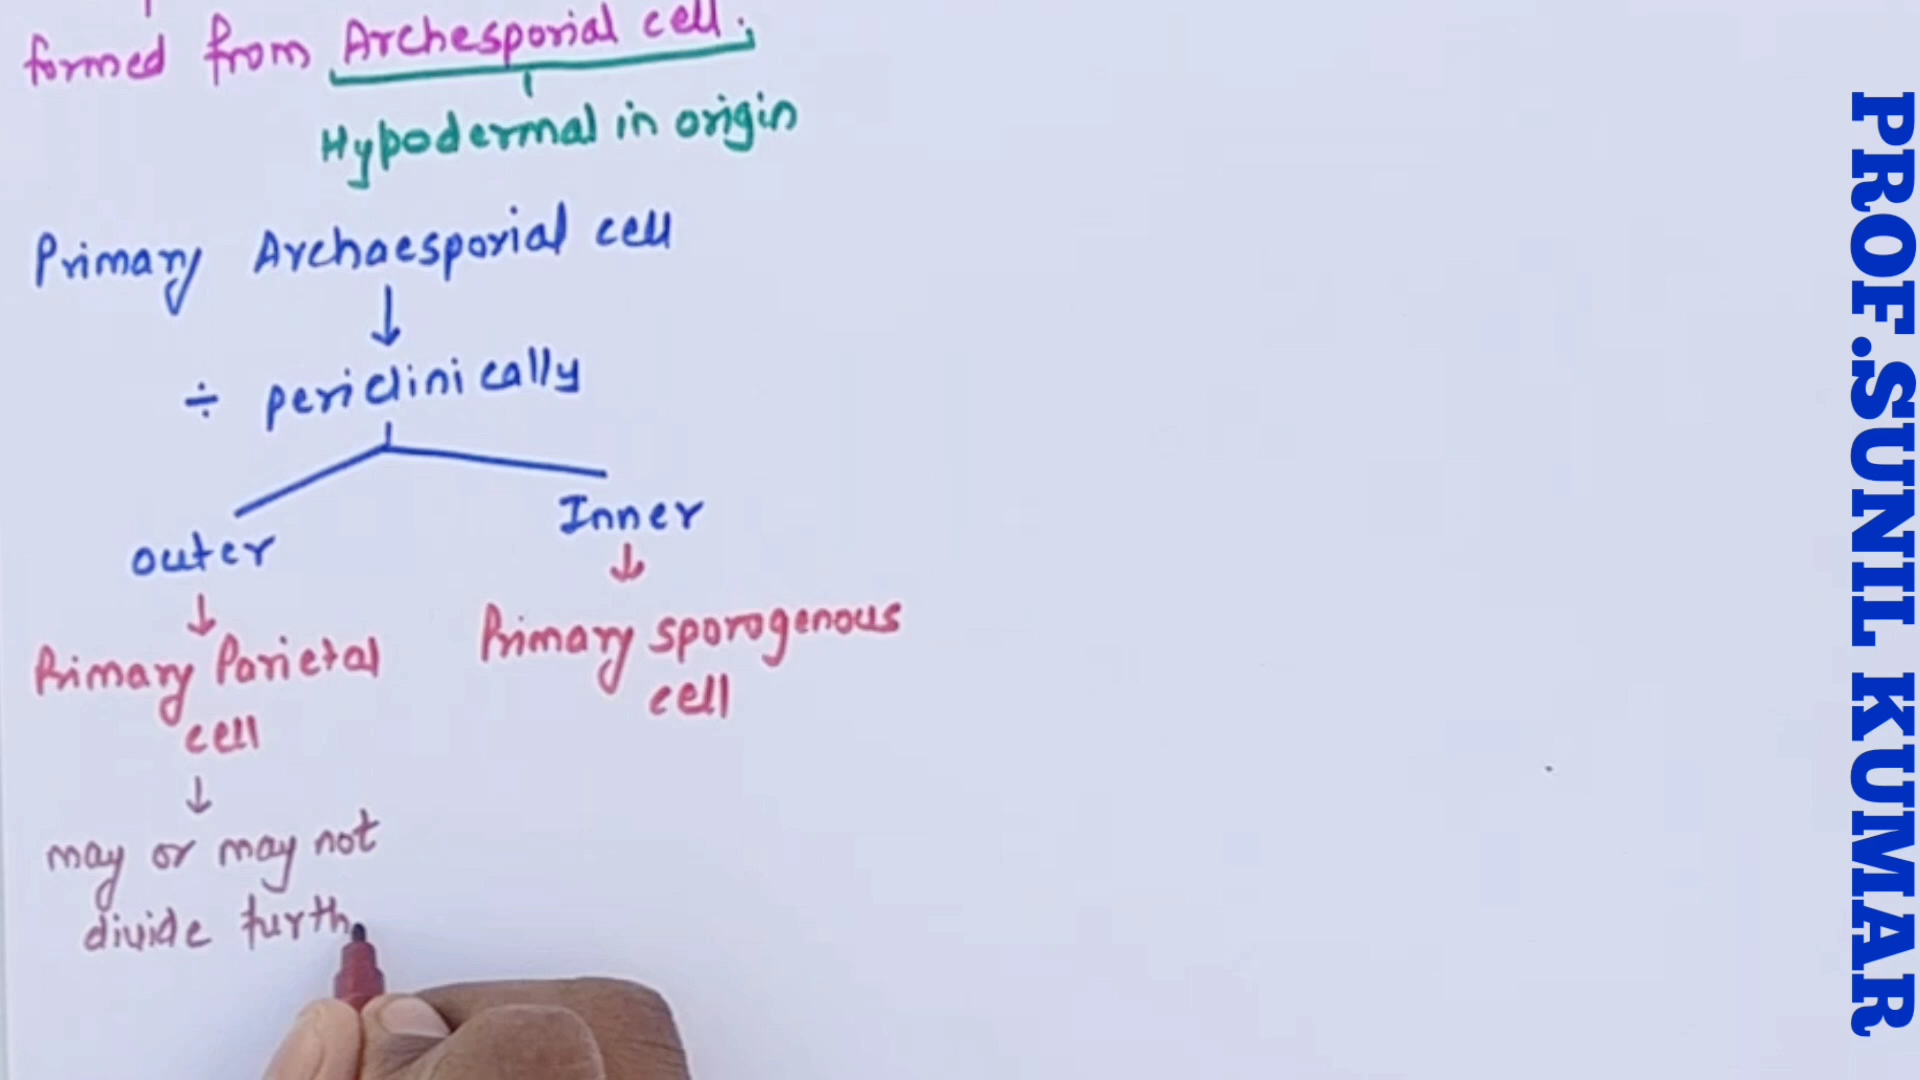 formed from Archesporial cell.
Hypodermal in origin
Primary Archaesporial cell
↓
÷ periclinically
outer
Inner
↓
↓
Primary Parietal
cell
Primary sporogenous
cell
↓
may or may not
divide furth
PROF.SUNIL KUMAR